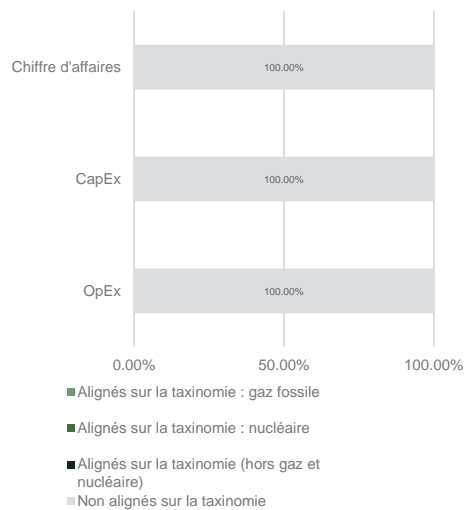 Chiffre d'affaires
100.00%
CapEx
100.00%
OpEx
100.00%
0.00% 50.00% 100.00%
Alignés sur la taxinomie : gaz fossile
Alignés sur la taxinomie : nucléaire
Alignés sur la taxinomie (hors gaz et
nucléaire)
Non alignés sur la taxinomie